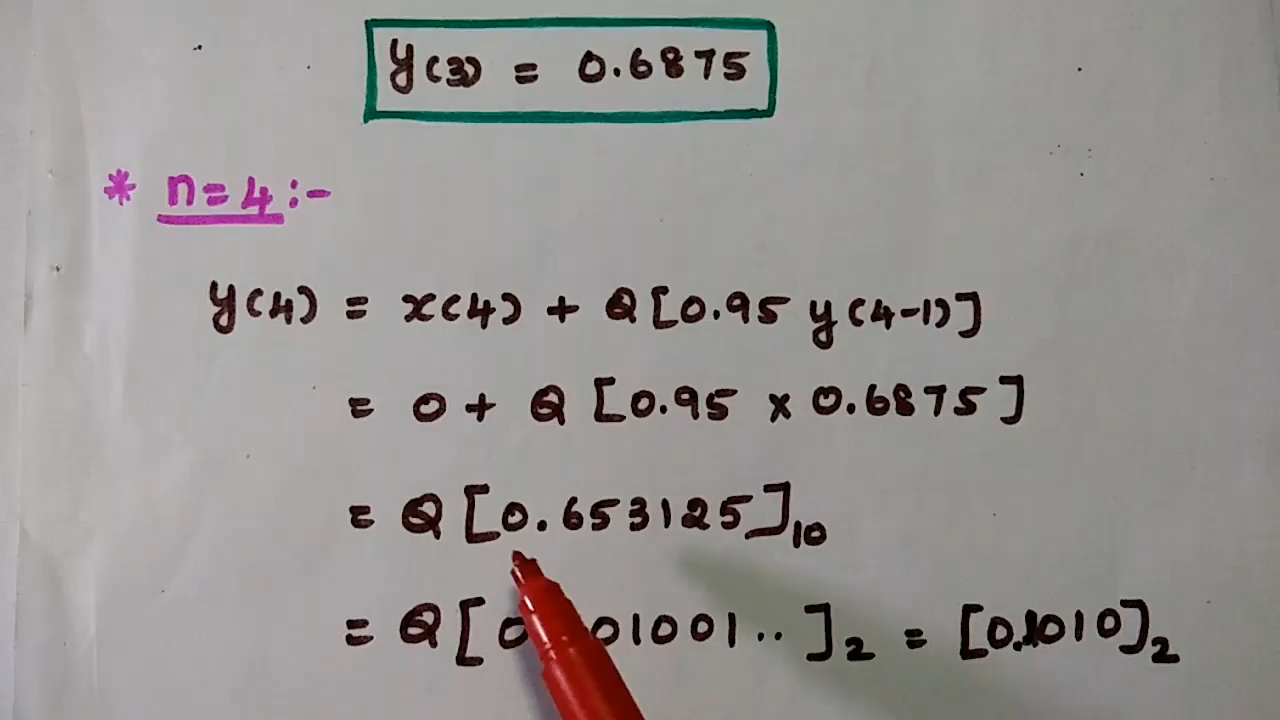 y(3) = 0.6875
* n=4:-
y(4) = x(4) + Q[0.95 y(4-1)]
= 0 + Q [0.95 x 0.6875]
= Q [0.653125]10
= Q [0 01001.. ]2 = [0.1010]2